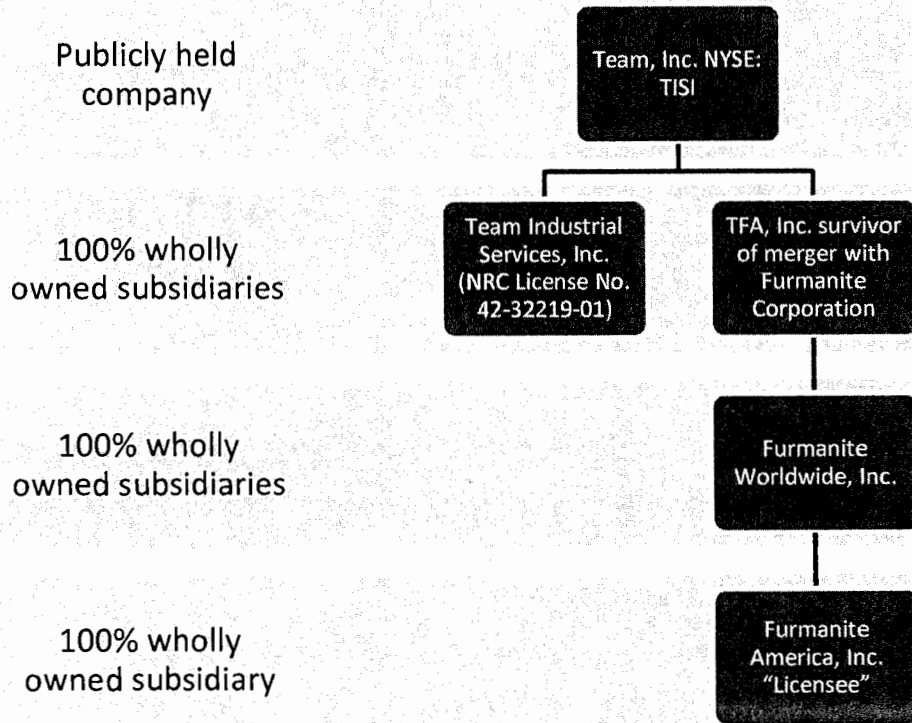 Publicly held
company
Team, Inc. NYSE:
TISI
100% wholly
owned subsidiaries
Team Industrial
Services, Inc.
(NRC License No.
42-32219-01)
TFA, Inc. survivor
of merger with
Furmanite
Corporation
100% wholly
owned subsidiaries
Furmanite
Worldwide, Inc.
100% wholly
owned subsidiary
Furmanite
America, Inc.
“Licensee”